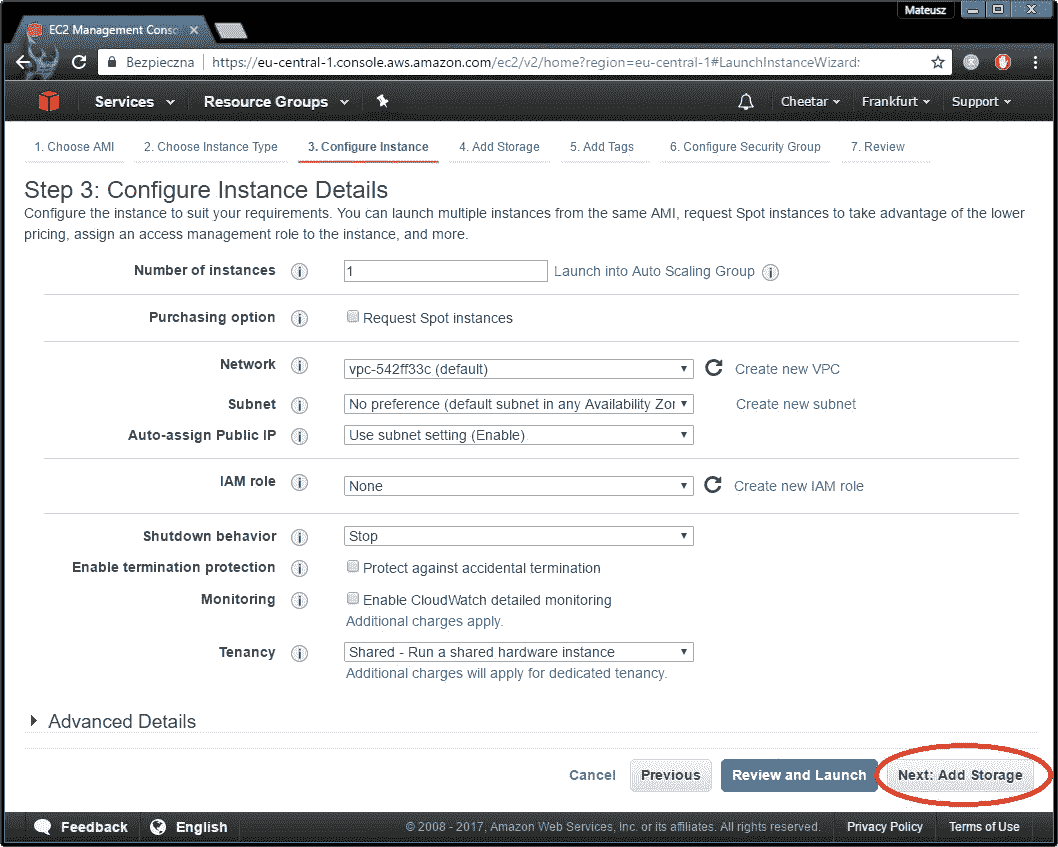 Mateusz
EC2 Management Conso
Bezpieczna https://eu-central-1.console.aws.amazon.com/ec2/v2/home?region=eu-central-1#LaunchInstanceWizard:
Services Resource Groups Cheetar Frankfurt Support
1. Choose AMI 2. Choose Instance Type 3. Configure Instance 4. Add Storage 5. Add Tags 6. Configure Security Group 7. Review
Step 3: Configure Instance Details
Configure the instance to suit your requirements. You can launch multiple instances from the same AMI, request Spot instances to take advantage of the lower
pricing, assign an access management role to the instance, and more.
Number of instances 1 Launch into Auto Scaling Group
Purchasing option Request Spot instances
Network vpc-542ff33c (default) Create new VPC
Subnet No preference (default subnet in any Availability Zor Create new subnet
Auto-assign Public IP Use subnet setting (Enable)
IAM role None Create new IAM role
Shutdown behavior Stop
Enable termination protection Protect against accidental termination
Monitoring Enable CloudWatch detailed monitoring
Additional charges apply.
Tenancy Shared - Run a shared hardware instance
Additional charges will apply for dedicated tenancy.
Advanced Details
Cancel Previous Review and Launch Next: Add Storage
Feedback English © 2008 - 2017, Amazon Web Services, Inc. or its affiliates. All rights reserved. Privacy Policy Terms of Use